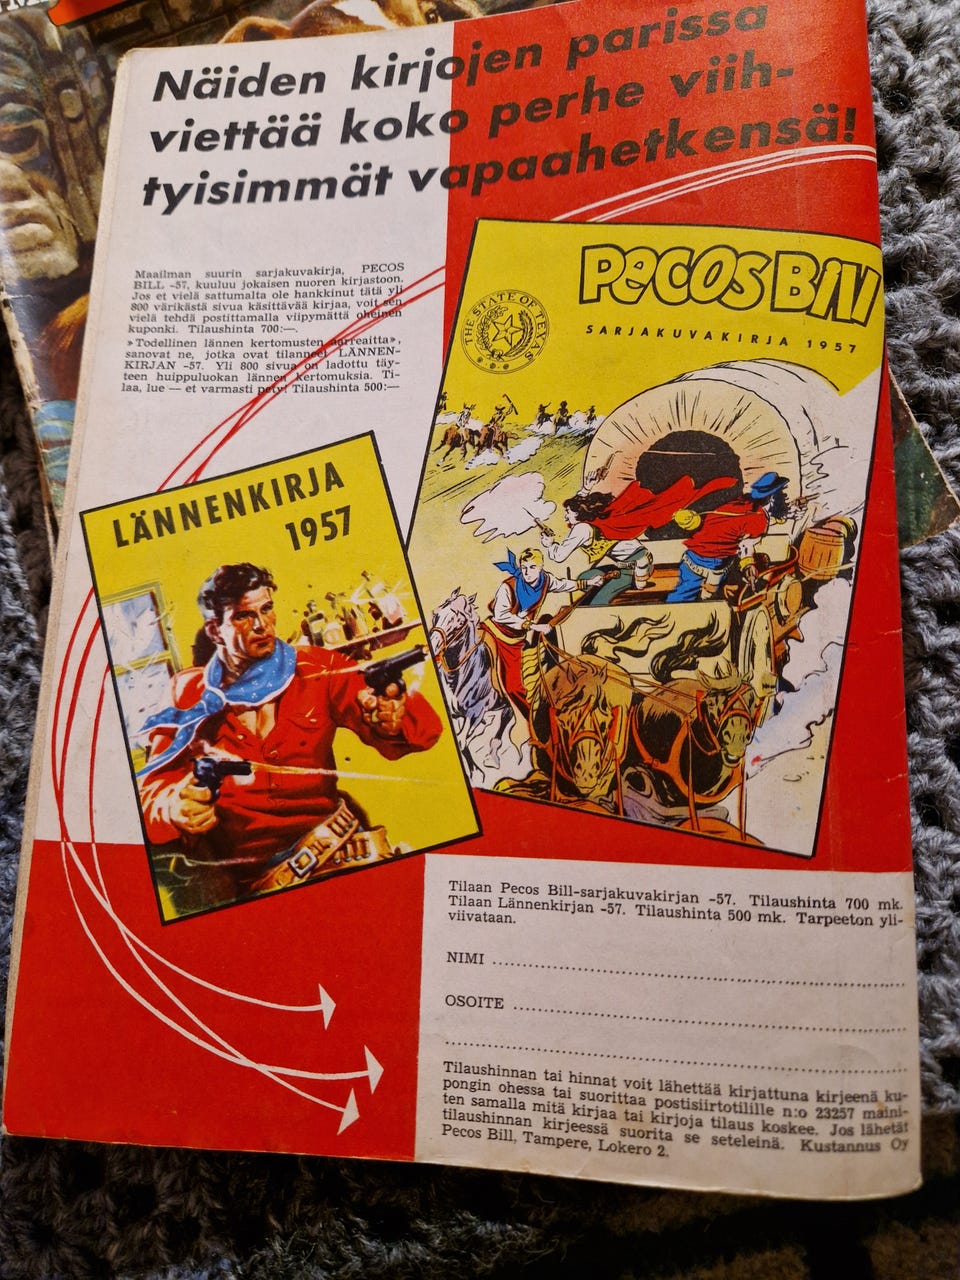 Näiden kirjojen parissa
viettää koko perhe viih-
tyisimmät vapaahetkensä!
Maailman suurin sarjakuvakirja, PECOS
BILL -57, kuuluu jokaisen nuoren kirjastoon.
Jos et vielä sattumalta ole hankkinut tätä yli
800 värikästä sivua käsittävää kirjaa, voit sen
vielä tehdä postittamalla viipymättä oheinen
kuponki. Tilaushinta 700:—.
»Todellinen lännen kertomusten aarreaitta»,
sanovat ne, jotka ovat tilanneet LÄNNEN-
KIRJAN -57. Yli 800 sivua on ladottu täy-
teen huippuluokan lännen kertomuksia. Ti-
laa, lue — et varmasti pety! Tilaushinta 500:—
PECOS BILL
SARJAKUVAKIRJA 1957
THE STATE OF TEXAS
LÄNNENKIRJA
1957
Tilaan Pecos Bill-sarjakuvakirjan -57. Tilaushinta 700 mk.
Tilaan Lännenkirjan -57. Tilaushinta 500 mk. Tarpeeton yli-
viivataan.
NIMI
OSOITE
Tilaushinnan tai hinnat voit lähettää kirjattuna kirjeenä ku-
pongin ohessa tai suorittaa postisiirtotilille n:o 23257 maini-
ten samalla mitä kirjaa tai kirjoja tilaus koskee. Jos lähetät
tilaushinnan kirjeessä suorita se seteleinä. Kustannus Oy
Pecos Bill, Tampere, Lokero 2.